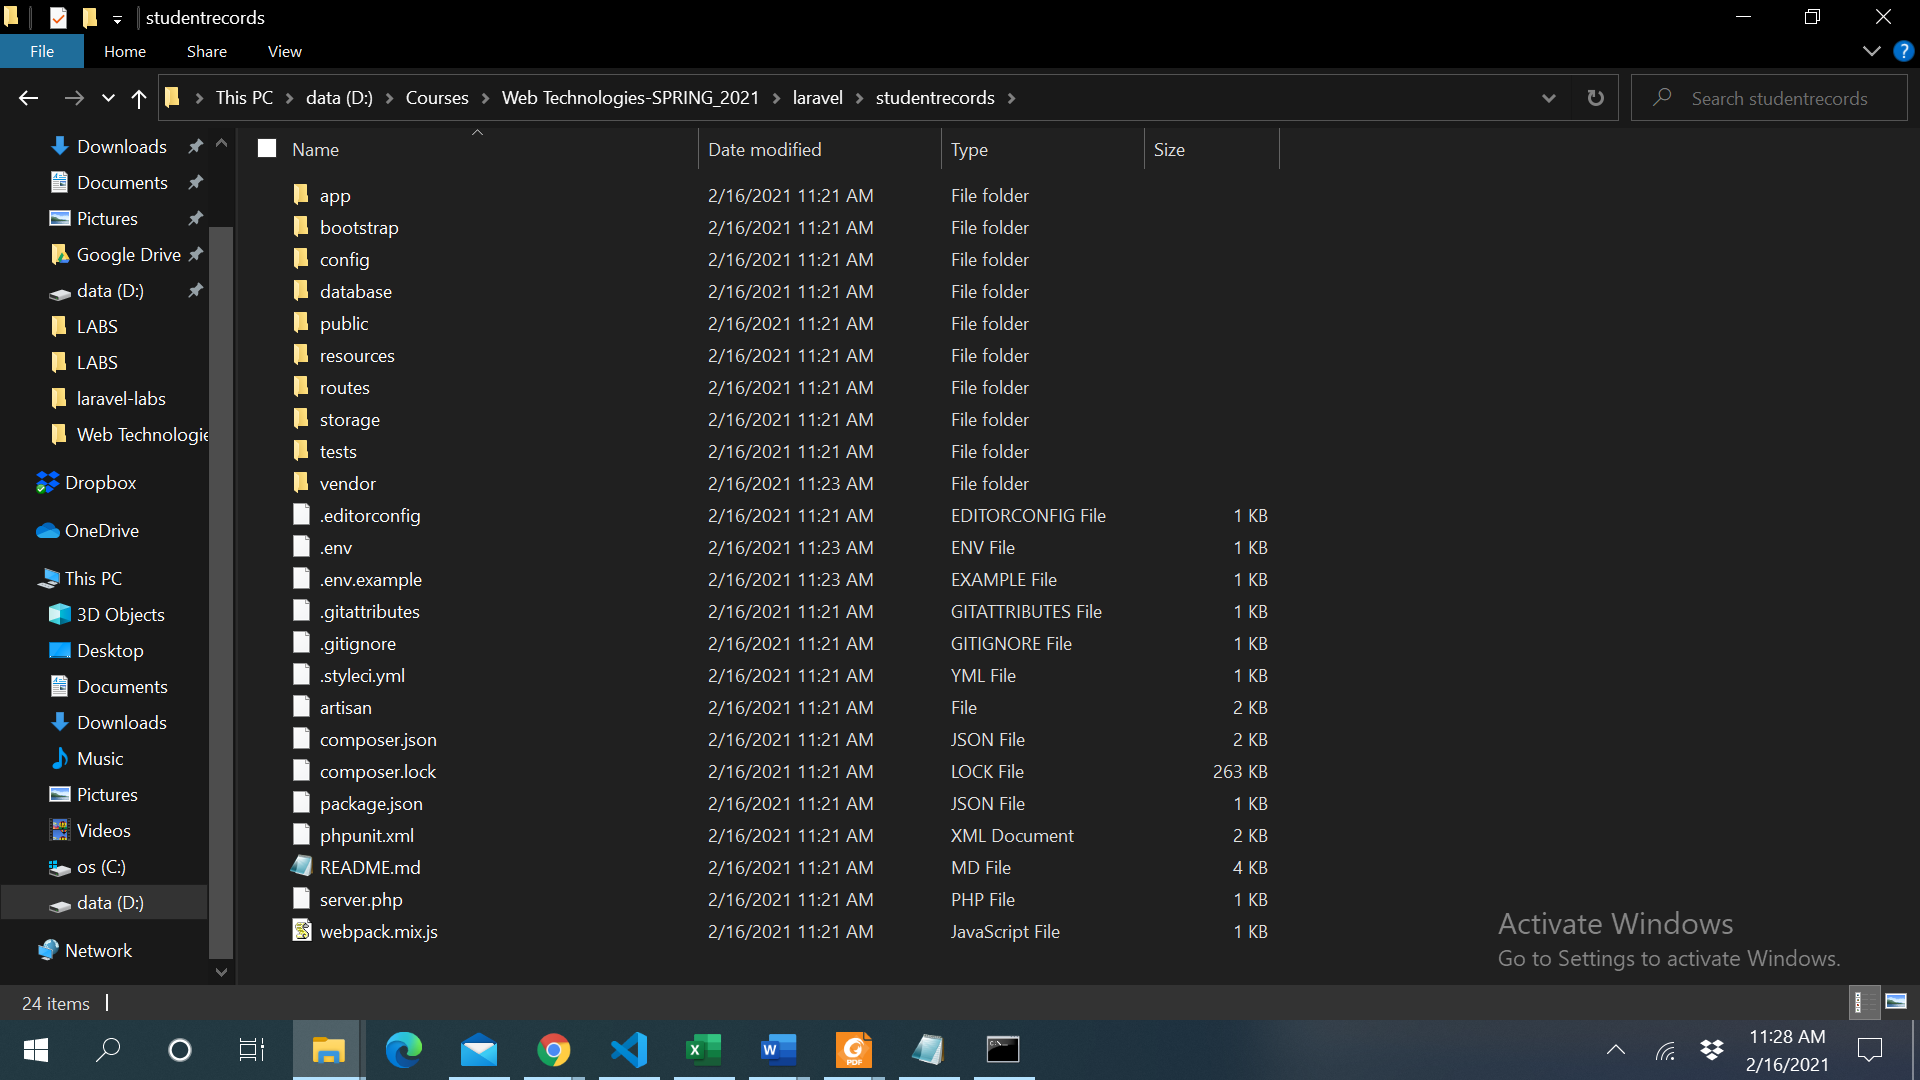 studentrecords
File Home Share View
This PC data (D:) Courses Web Technologies-SPRING_2021 laravel studentrecords
Search studentrecords
Downloads
Documents
Pictures
Google Drive
data (D:)
LABS
LABS
laravel-labs
Web Technologie
Dropbox
OneDrive
This PC
3D Objects
Desktop
Documents
Downloads
Music
Pictures
Videos
os (C:)
data (D:)
Network
Name Date modified Type Size
app 2/16/2021 11:21 AM File folder
bootstrap 2/16/2021 11:21 AM File folder
config 2/16/2021 11:21 AM File folder
database 2/16/2021 11:21 AM File folder
public 2/16/2021 11:21 AM File folder
resources 2/16/2021 11:21 AM File folder
routes 2/16/2021 11:21 AM File folder
storage 2/16/2021 11:21 AM File folder
tests 2/16/2021 11:21 AM File folder
vendor 2/16/2021 11:23 AM File folder
.editorconfig 2/16/2021 11:21 AM EDITORCONFIG File 1 KB
.env 2/16/2021 11:23 AM ENV File 1 KB
.env.example 2/16/2021 11:23 AM EXAMPLE File 1 KB
.gitattributes 2/16/2021 11:21 AM GITATTRIBUTES File 1 KB
.gitignore 2/16/2021 11:21 AM GITIGNORE File 1 KB
.styleci.yml 2/16/2021 11:21 AM YML File 1 KB
artisan 2/16/2021 11:21 AM File 2 KB
composer.json 2/16/2021 11:21 AM JSON File 2 KB
composer.lock 2/16/2021 11:21 AM LOCK File 263 KB
package.json 2/16/2021 11:21 AM JSON File 1 KB
phpunit.xml 2/16/2021 11:21 AM XML Document 2 KB
README.md 2/16/2021 11:21 AM MD File 4 KB
server.php 2/16/2021 11:21 AM PHP File 1 KB
webpack.mix.js 2/16/2021 11:21 AM JavaScript File 1 KB
Activate Windows
Go to Settings to activate Windows.
24 items
11:28 AM
2/16/2021